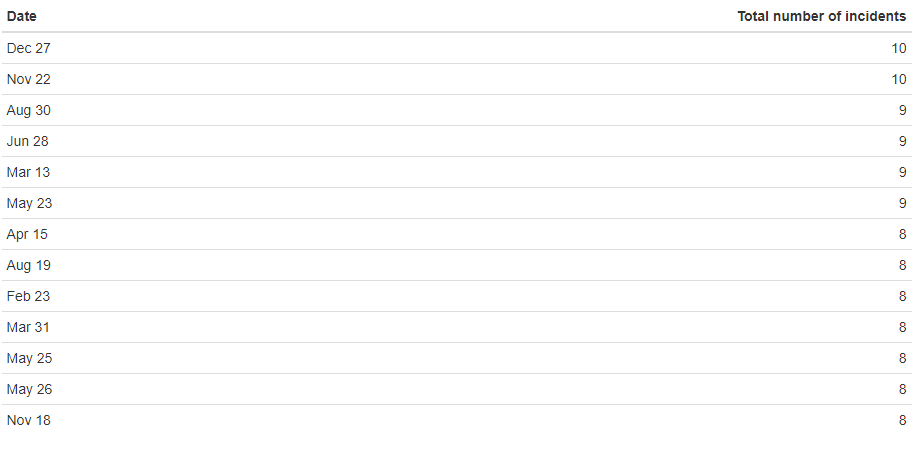 Date Total number of incidents
Dec 27 10
Nov 22 10
Aug 30 9
Jun 28 9
Mar 13 9
May 23 9
Apr 15 8
Aug 19 8
Feb 23 8
Mar 31 8
May 25 8
May 26 8
Nov 18 8